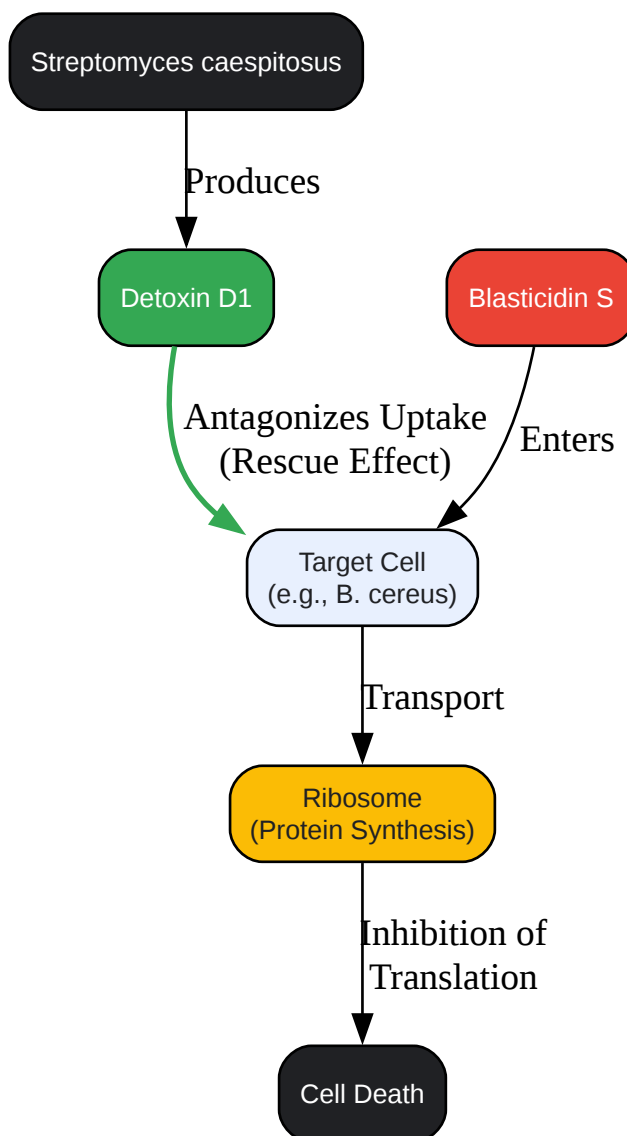 Streptomyces caespitosus
Produces
Detoxin D1
Blasticidin S
Antagonizes Uptake
(Rescue Effect)
Enters
Target Cell
(e.g., B. cereus)
Transport
Ribosome
(Protein Synthesis)
Inhibition of
Translation
Cell Death